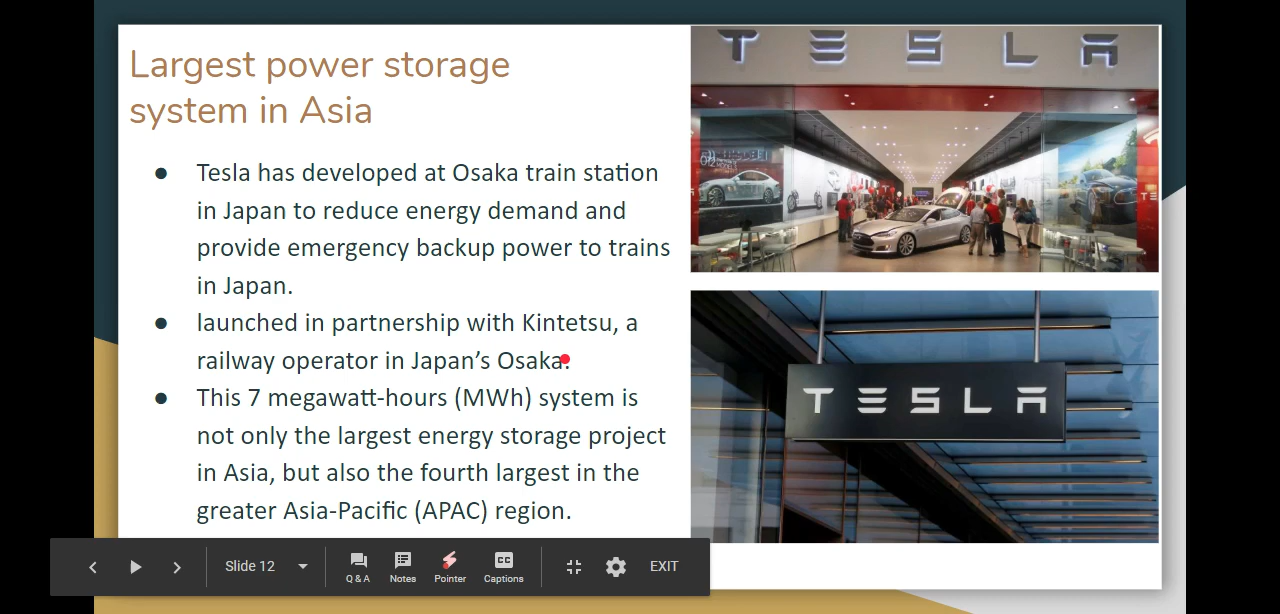 Largest power storage
system in Asia
● Tesla has developed at Osaka train station
in Japan to reduce energy demand and
provide emergency backup power to trains
in Japan.
● launched in partnership with Kintetsu, a
railway operator in Japan’s Osaka.
● This 7 megawatt-hours (MWh) system is
not only the largest energy storage project
in Asia, but also the fourth largest in the
greater Asia-Pacific (APAC) region.
TESLA
TESLA
Slide 12
Q & A
Notes
Pointer
CC
Captions
EXIT